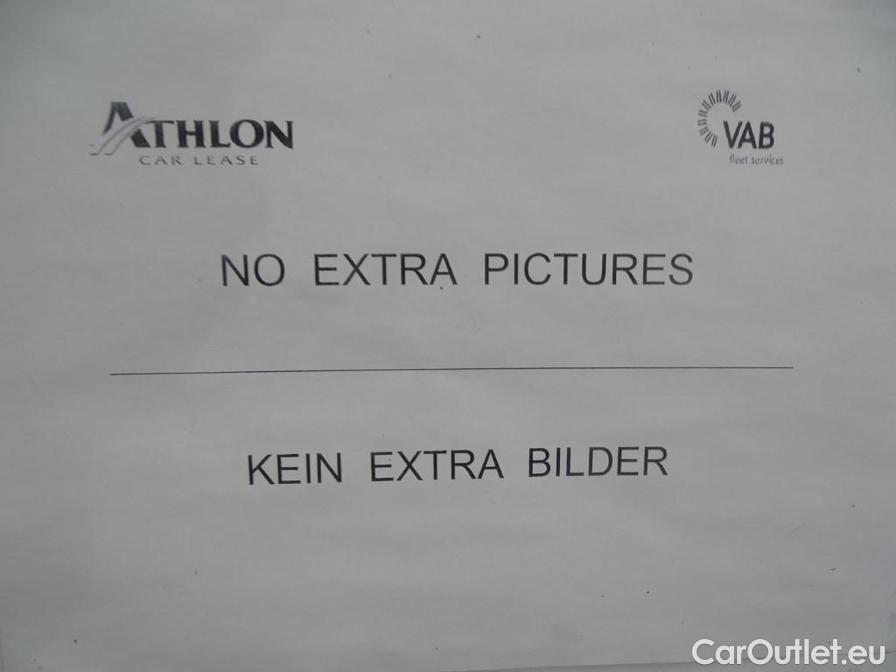 ATHLON
CAR LEASE
VAB
fleet services
NO EXTRA PICTURES
KEIN EXTRA BILDER
CarOutlet.eu